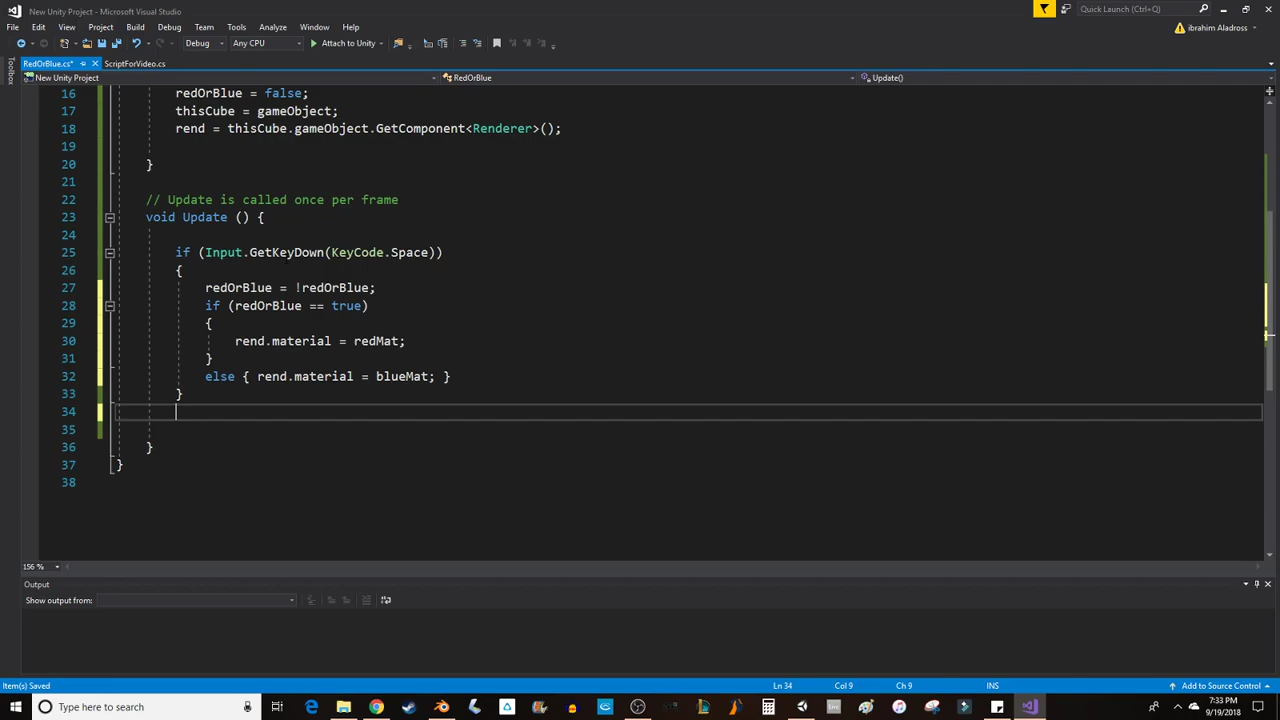 New Unity Project - Microsoft Visual Studio
Quick Launch (Ctrl+Q)
File Edit View Project Build Debug Team Tools Analyze Window Help
ibrahim Aladross
Debug Any CPU Attach to Unity
Toolbox
RedOrBlue.cs* ScriptForVideo.cs
New Unity Project RedOrBlue Update()
16 redOrBlue = false;
17 thisCube = gameObject;
18 rend = thisCube.gameObject.GetComponent<Renderer>();
19
20 }
21
22 // Update is called once per frame
23 void Update () {
24
25 if (Input.GetKeyDown(KeyCode.Space))
26 {
27 redOrBlue = !redOrBlue;
28 if (redOrBlue == true)
29 {
30 rend.material = redMat;
31 }
32 else { rend.material = blueMat; }
33 }
34
35
36 }
37 }
38
156 %
Output
Show output from:
Item(s) Saved Ln 34 Col 9 Ch 9 INS Add to Source Control
Type here to search
7:33 PM
9/19/2018